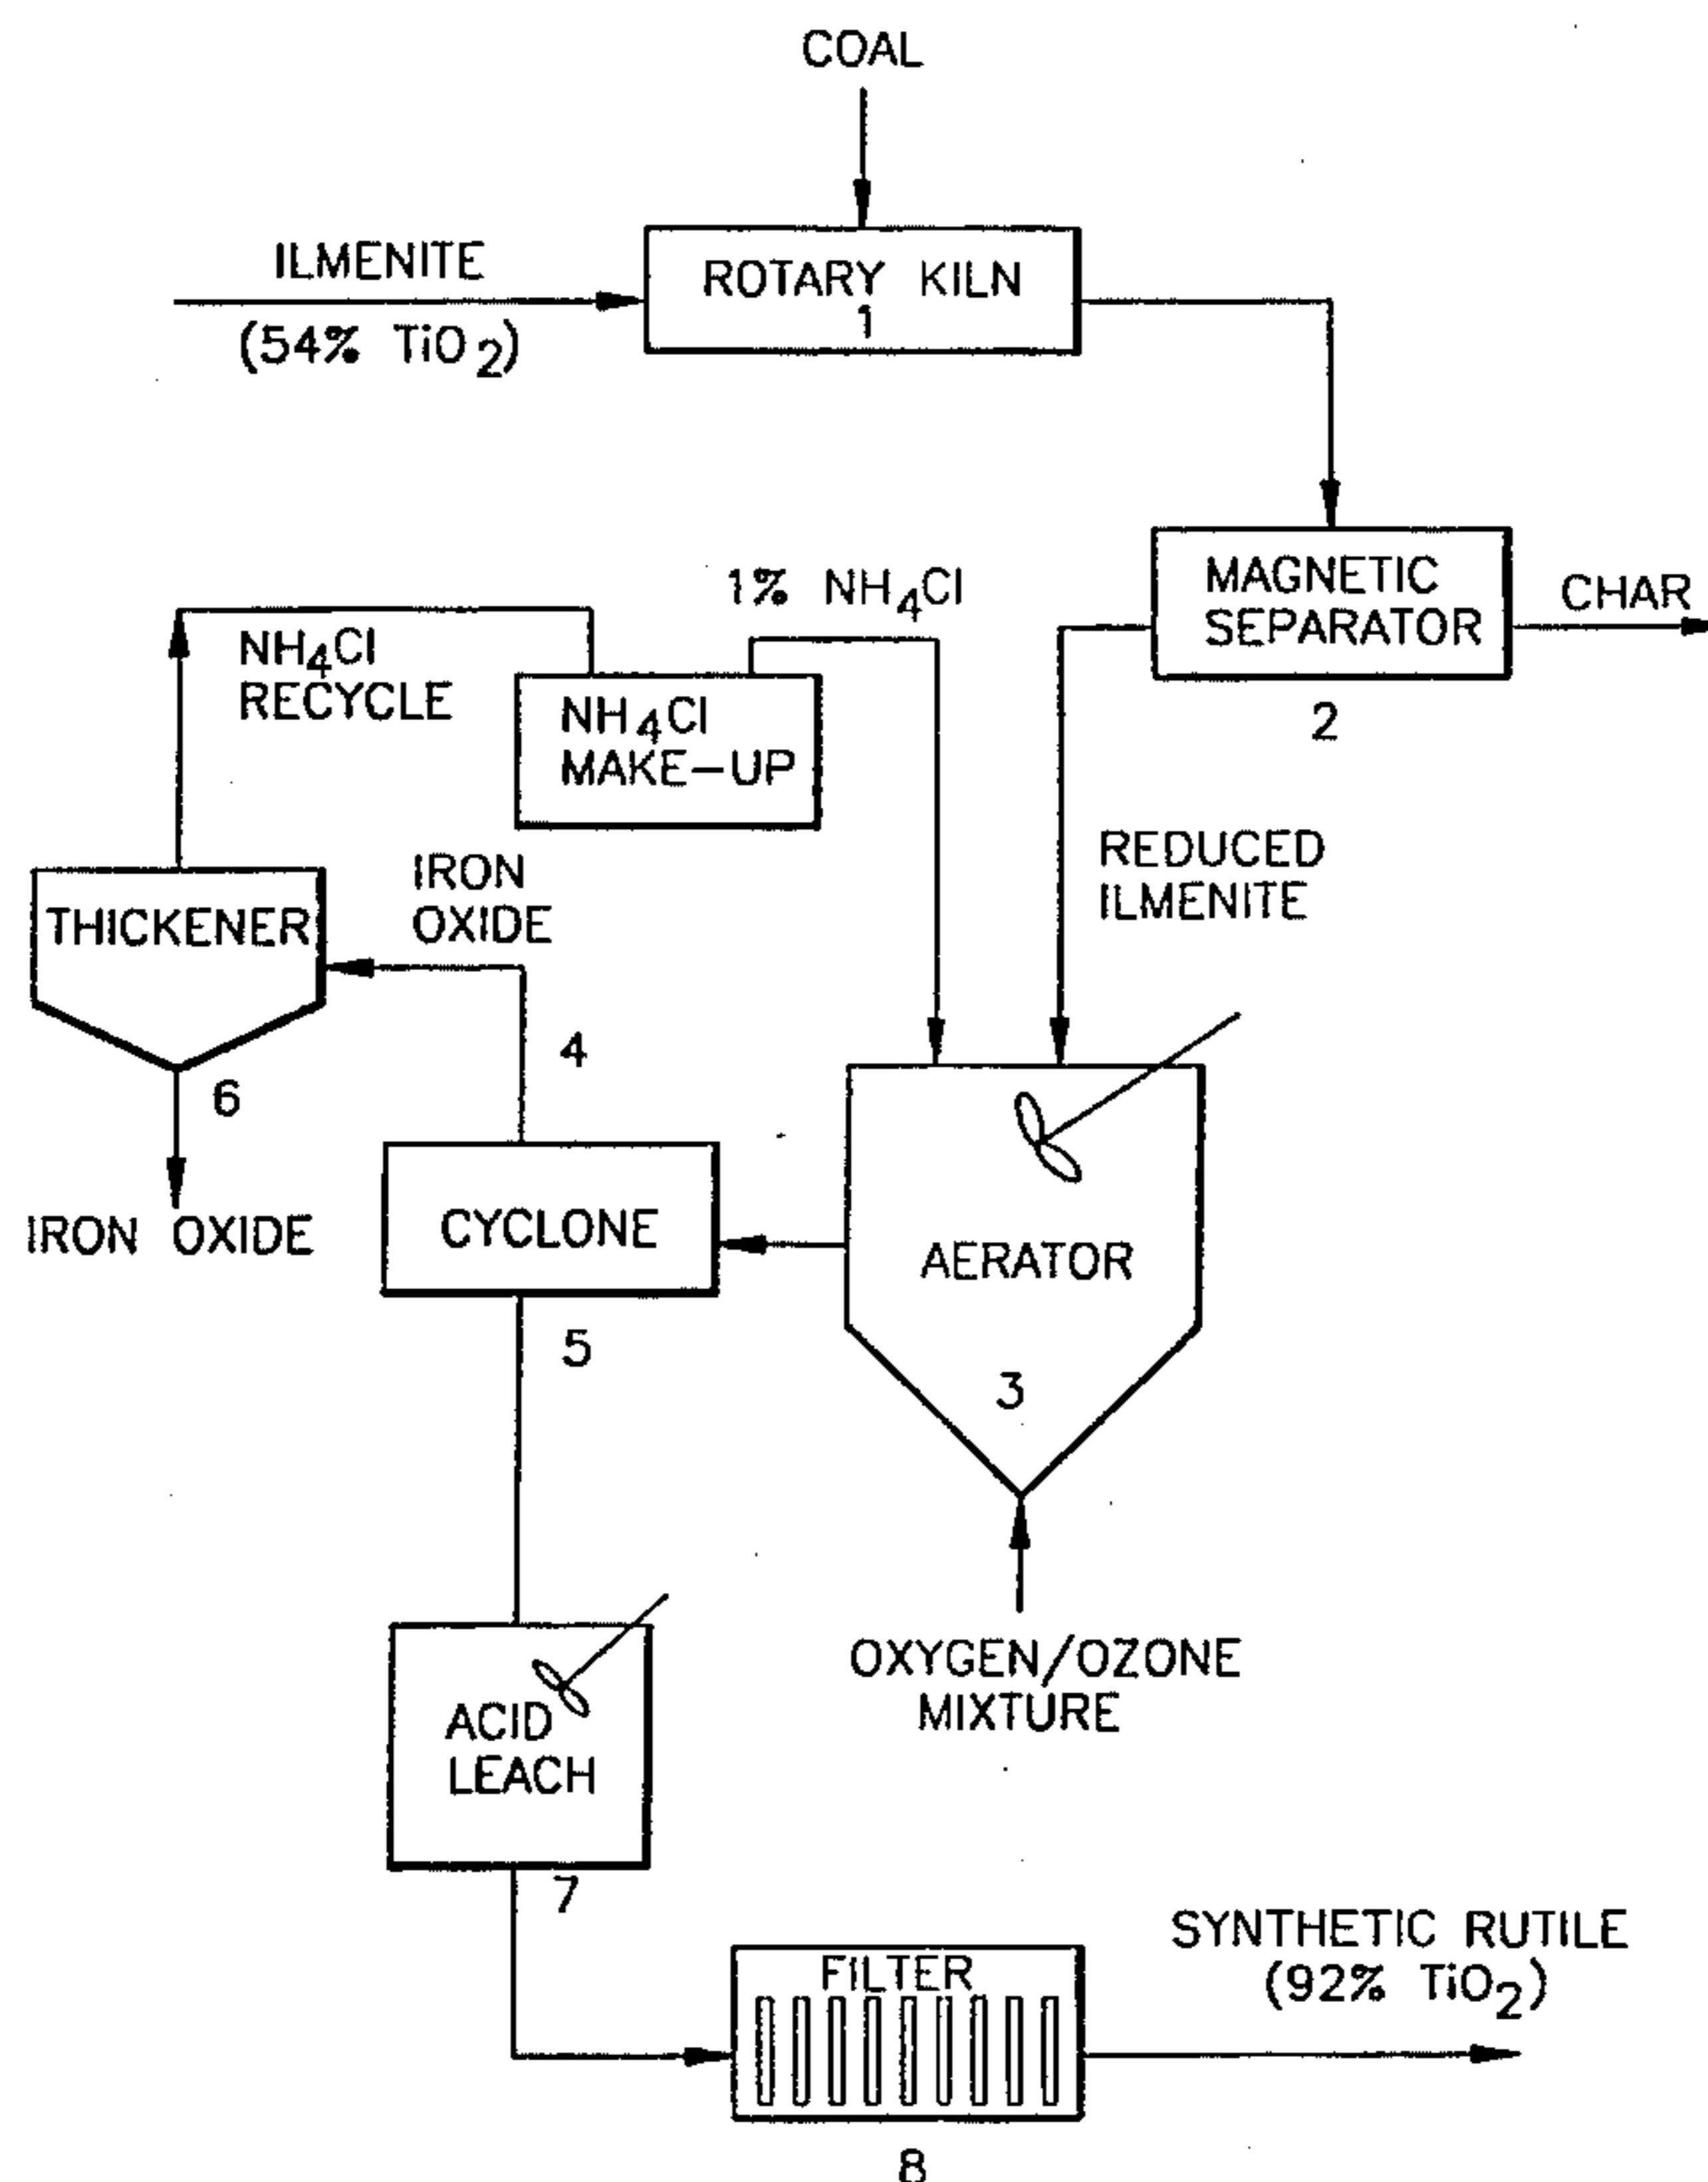 COAL
ILMENITE
(54% TiO2)
ROTARY KILN
1
MAGNETIC
SEPARATOR
2
CHAR
1% NH4Cl
NH4Cl
RECYCLE
NH4Cl
MAKE-UP
REDUCED
ILMENITE
THICKENER
6
IRON OXIDE
IRON
OXIDE
4
CYCLONE
5
AERATOR
3
OXYGEN/OZONE
MIXTURE
ACID
LEACH
7
FILTER
8
SYNTHETIC RUTILE
(92% TiO2)